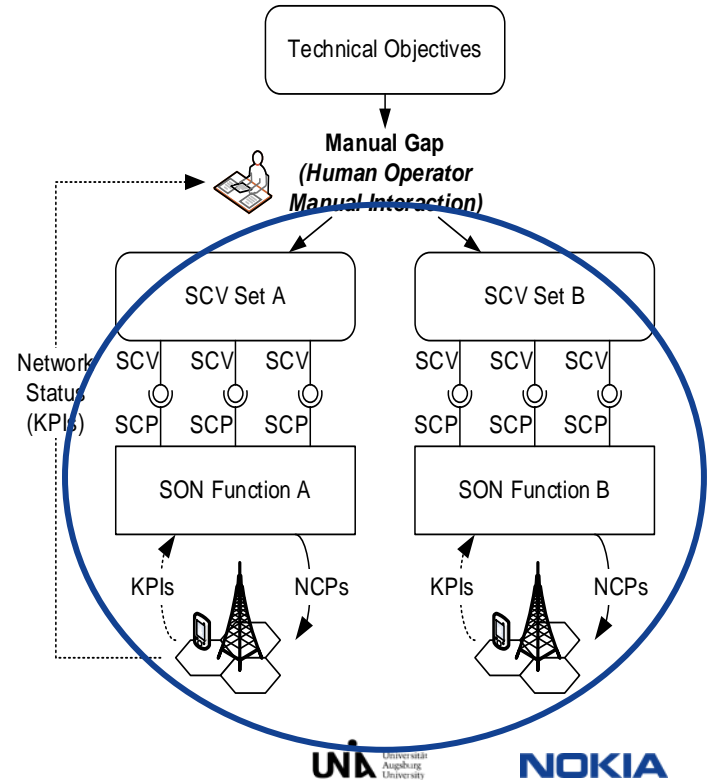 Technical Objectives
Manual Gap
(Human Operator
Manual Interaction)
SCV Set A
SCV Set B
Network
Status
(KPIs)
SCV SCV SCV
SCV SCV SCV
SCP SCP SCP
SCP SCP SCP
SON Function A
SON Function B
KPIs
NCPs
KPIs
NCPs
UNA
Universität
Augsburg
University
NOKIA